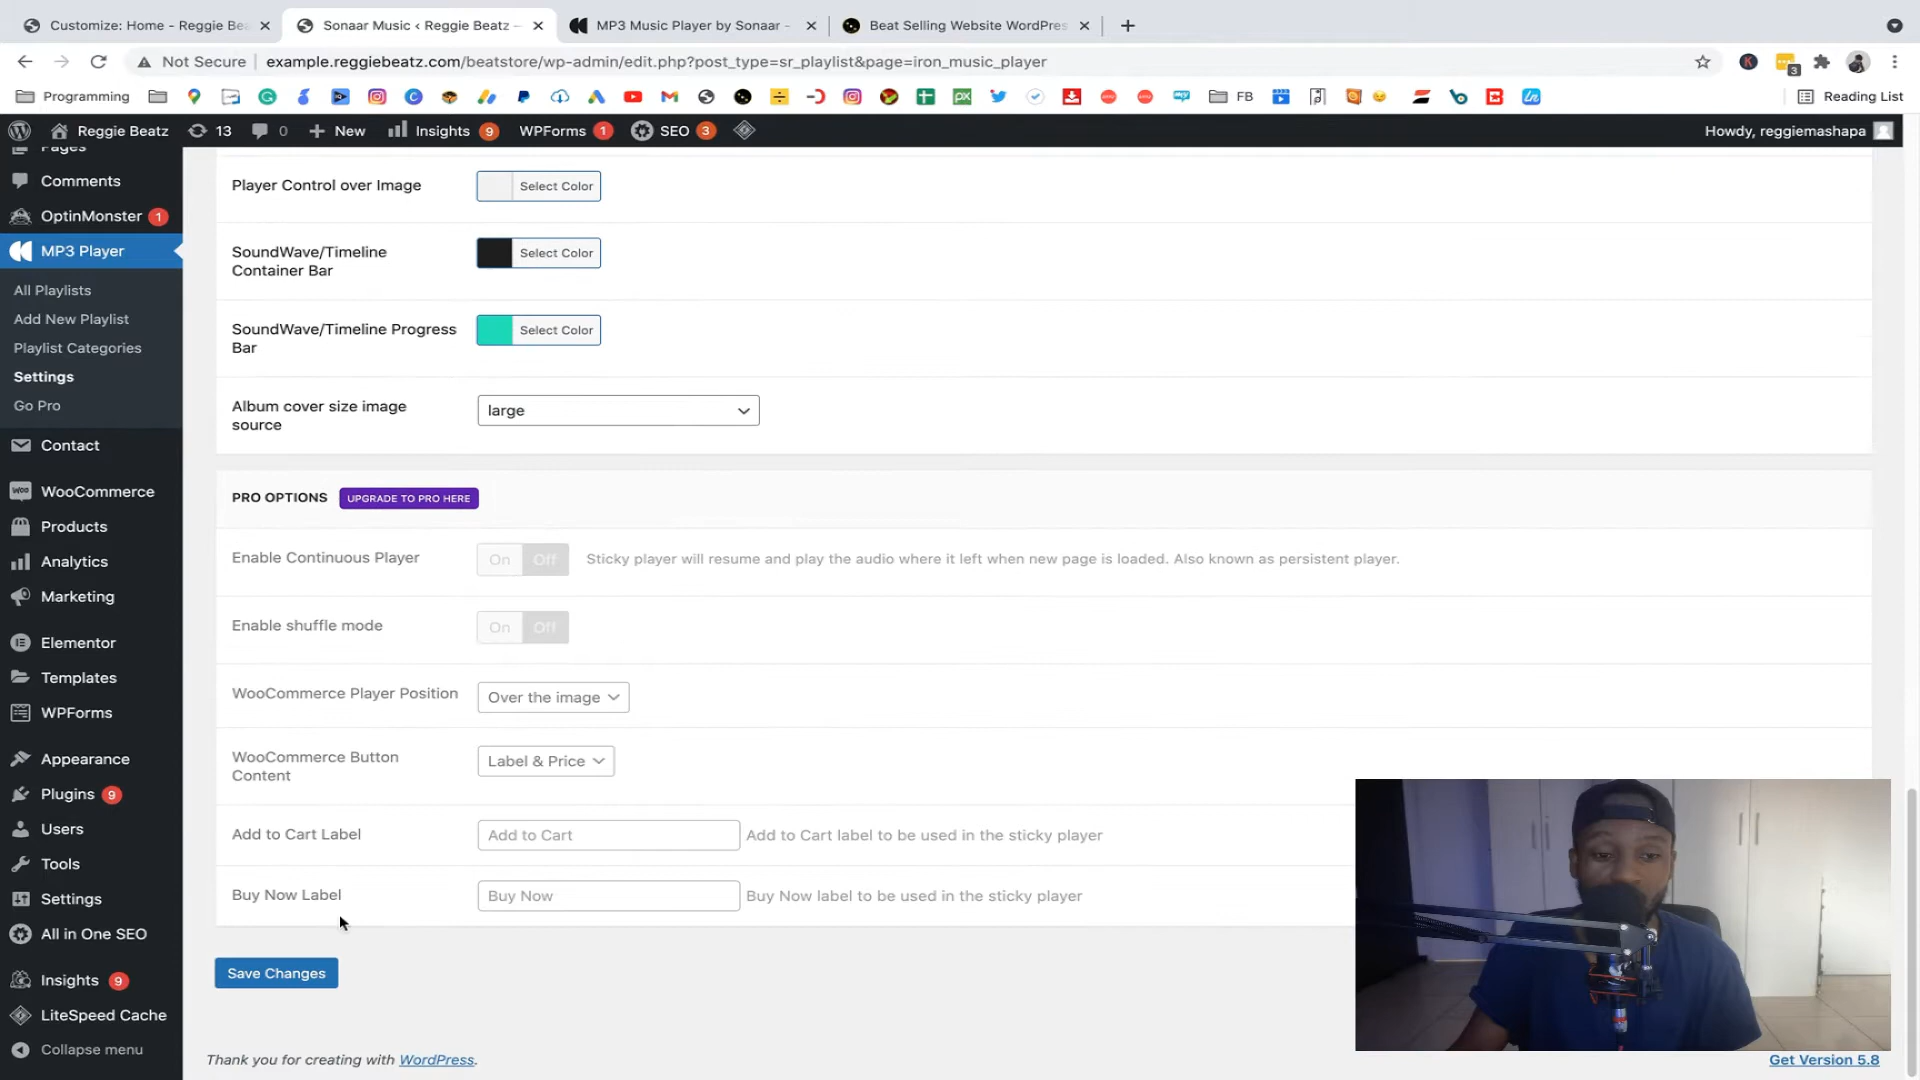 Customize: Home - Reggie Be
Sonaar Music ‹ Reggie Beatz —
MP3 Music Player by Sonaar -
Beat Selling Website WordPres
Not Secure
example.reggiebeatz.com/beatstore/wp-admin/edit.php?post_type=sr_playlist&page=iron_music_player
K
3
Programming
FB
Reading List
Reggie Beatz
13
0
New
Insights 9
WPForms 1
SEO 3
Howdy, reggiemashapa
Pages
Comments
OptinMonster 1
MP3 Player
All Playlists
Add New Playlist
Playlist Categories
Settings
Go Pro
Contact
WooCommerce
Products
Analytics
Marketing
Elementor
Templates
WPForms
Appearance
Plugins 9
Users
Tools
Settings
All in One SEO
Insights 9
LiteSpeed Cache
Collapse menu
Player Control over Image
Select Color
SoundWave/Timeline
Container Bar
Select Color
SoundWave/Timeline Progress
Bar
Select Color
Album cover size image
source
large
PRO OPTIONS
UPGRADE TO PRO HERE
Enable Continuous Player
On Off
Sticky player will resume and play the audio where it left when new page is loaded. Also known as persistent player.
Enable shuffle mode
On Off
WooCommerce Player Position
Over the image
WooCommerce Button
Content
Label & Price
Add to Cart Label
Add to Cart
Add to Cart label to be used in the sticky player
Buy Now Label
Buy Now
Buy Now label to be used in the sticky player
Save Changes
Thank you for creating with WordPress.
Get Version 5.8